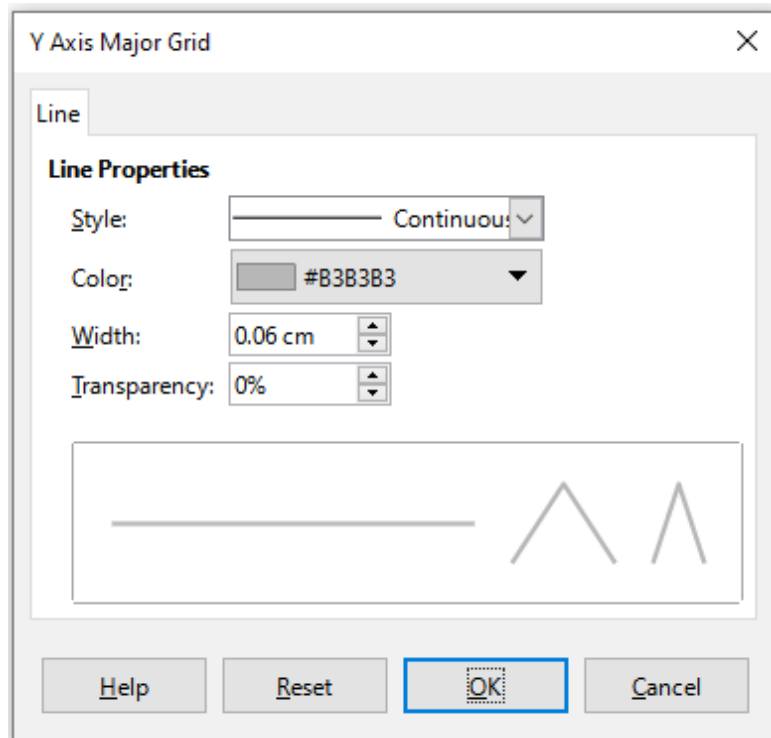 Y Axis Major Grid
Line
Line Properties
Style: Continuous
Color: #B3B3B3
Width: 0.06 cm
Transparency: 0%
Help Reset OK Cancel